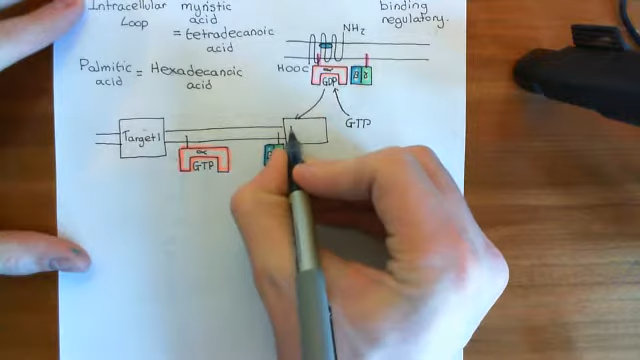 Intracellular
Loop
myristic
acid
= tetradecanoic
acid
binding
regulatory.
NH2
Palmitic = Hexadecanoic
acid acid
HOOC
α
GDP
β γ
GTP
Target 1
α
GTP